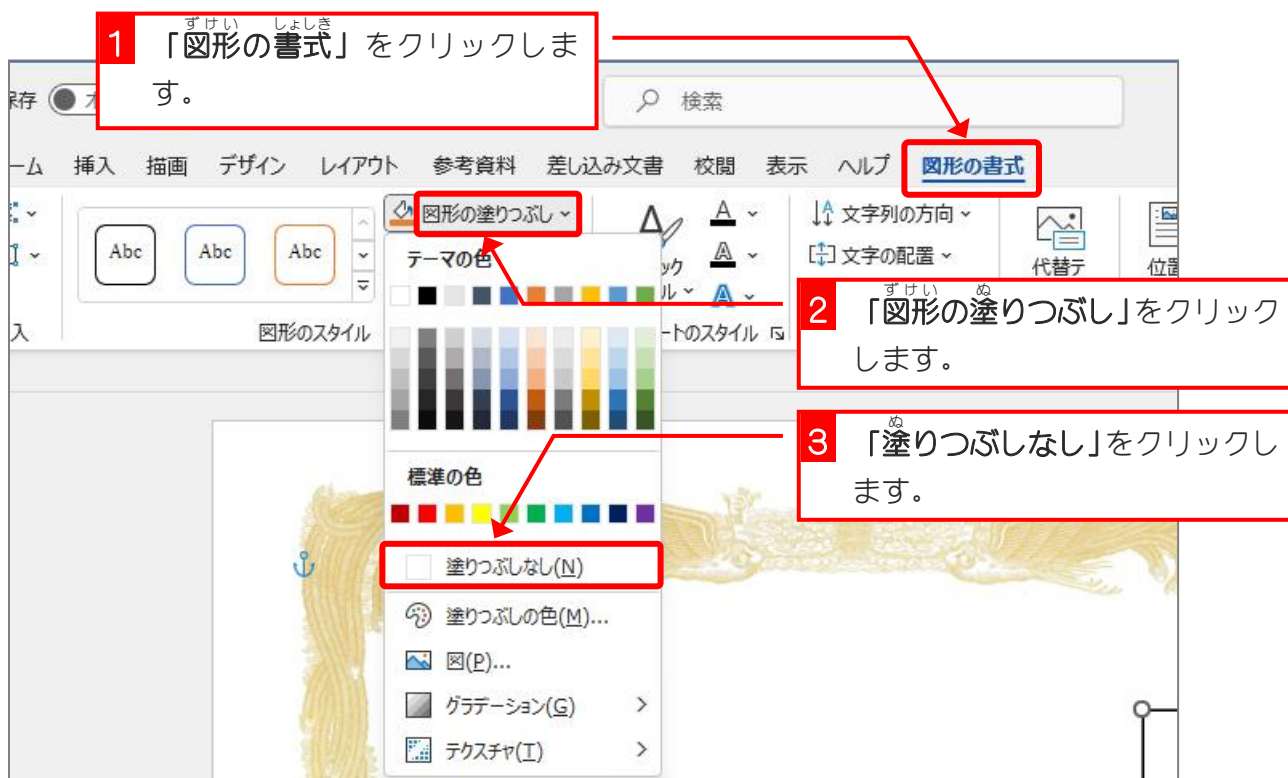 1 「図形の書式」をクリックしま
す。
保存
検索
ーム 挿入 描画 デザイン レイアウト 参考資料 差し込み文書 校閲 表示 ヘルプ 図形の書式
Abc Abc Abc
図形の塗りつぶし
文字列の方向
文字の配置
代替テ
位置
入
図形のスタイル
ートのスタイル
テーマの色
2 「図形の塗りつぶし」をクリック
します。
3 「塗りつぶしなし」をクリックし
ます。
標準の色
塗りつぶしなし(N)
塗りつぶしの色(M)...
図(P)...
グラデーション(G)
テクスチャ(T)